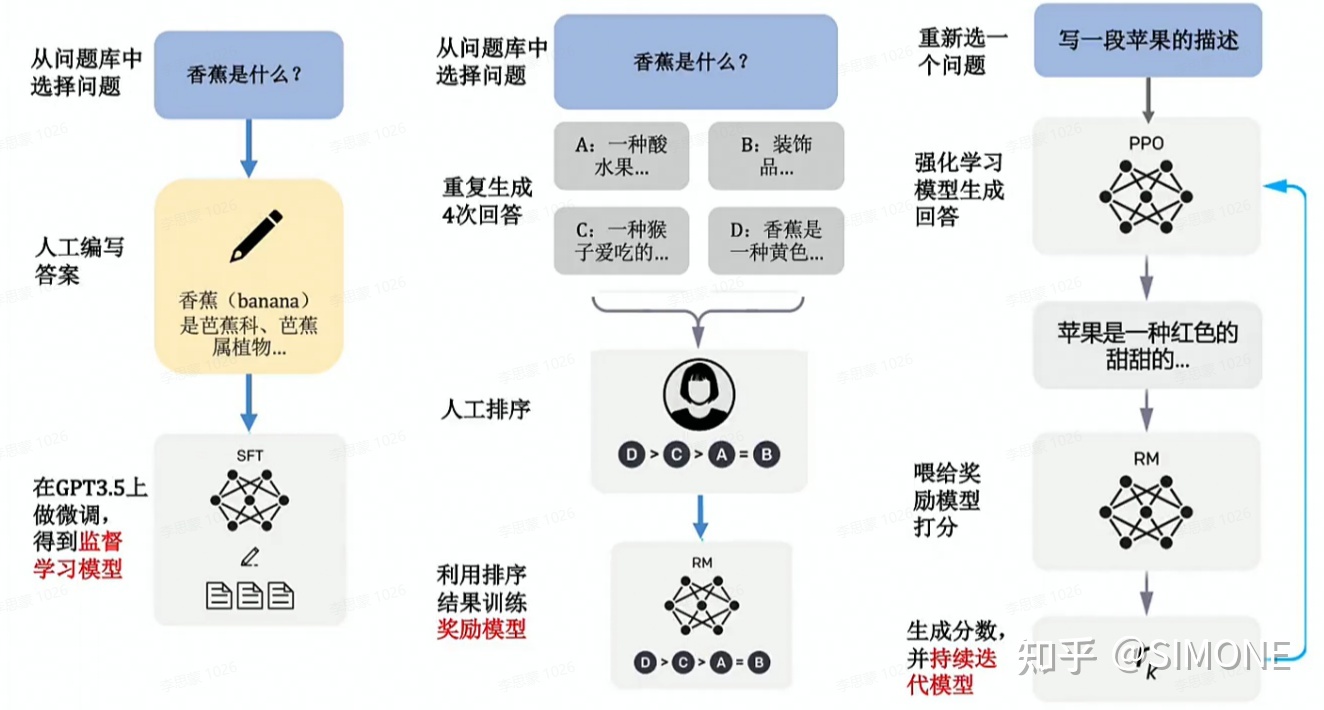 从问题库中
选择问题
香蕉是什么?
人工编写
答案
香蕉（banana）
是芭蕉科、芭蕉
属植物...
在GPT3.5上
做微调，
得到监督
学习模型
SFT
从问题库中
选择问题
香蕉是什么?
重复生成
4次回答
A：一种酸
水果...
B：装饰
品...
C：一种猴
子爱吃的...
D：香蕉是
一种黄色...
人工排序
D > C > A = B
利用排序
结果训练
奖励模型
RM
D > C > A = B
重新选一
个问题
写一段苹果的描述
强化学习
模型生成
回答
PPO
苹果是一种红色的
甜甜的...
喂给奖
励模型
打分
RM
生成分数，
并持续迭
代模型
r_k
知乎 @SIMONE
李思蒙 1026